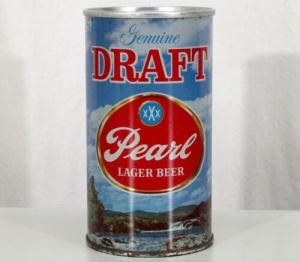 Genuine
DRAFT
XXX
Pearl
LAGER BEER